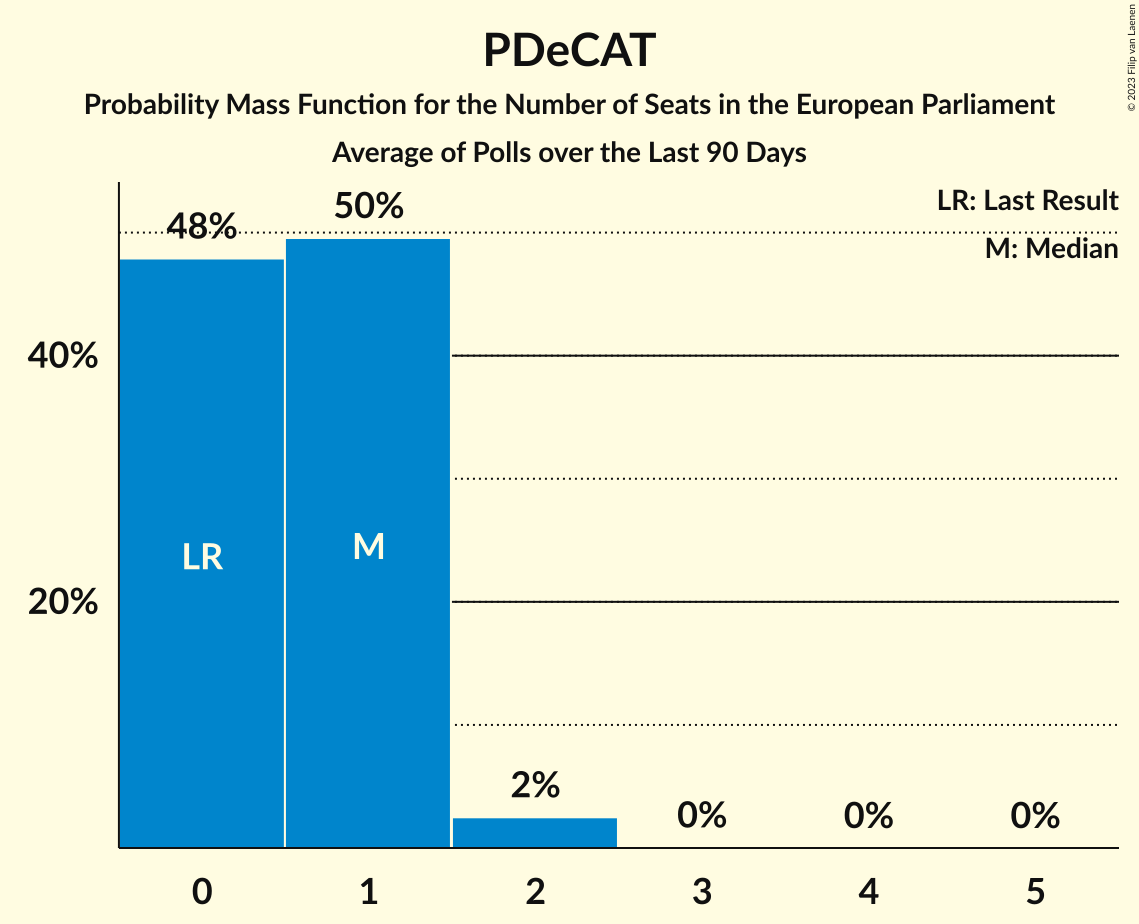 PDeCAT
Probability Mass Function for the Number of Seats in the European Parliament
Average of Polls over the Last 90 Days
© 2023 Filip van Laenen
LR: Last Result
M: Median
48%
50%
40%
20%
LR
M
2%
0%
0%
0%
0
1
2
3
4
5